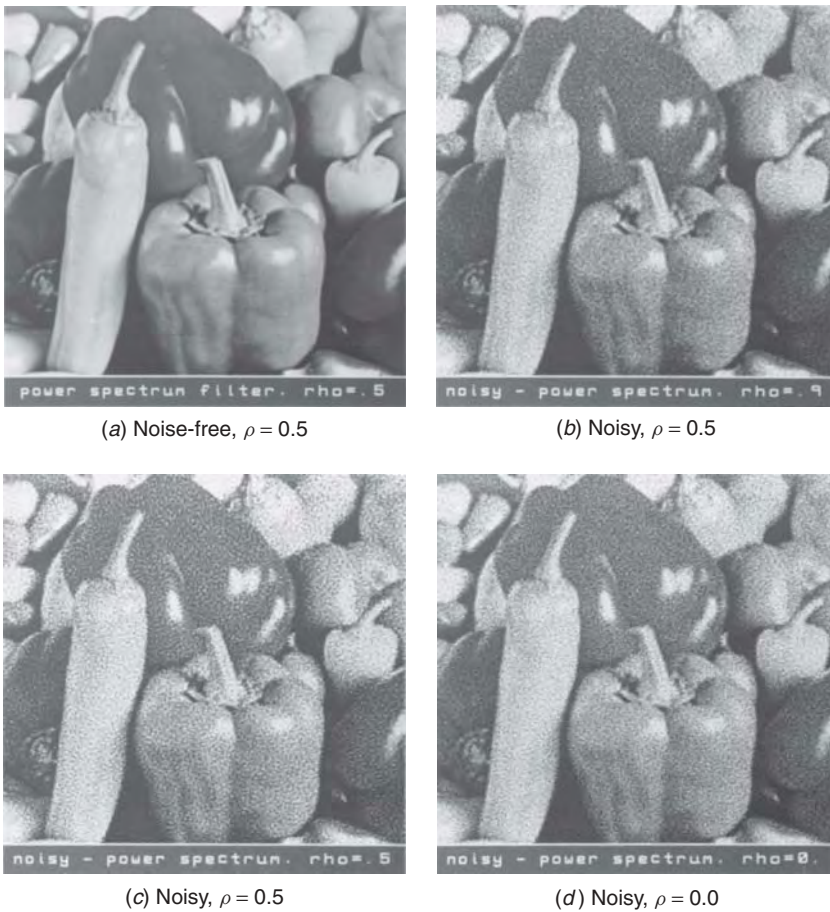 power spectrum filter. rho=.5
noisy - power spectrum. rho=.9
(a) Noise-free, ρ = 0.5
(b) Noisy, ρ = 0.5
noisy - power spectrum. rho=.5
noisy - power spectrum. rho=0.
(c) Noisy, ρ = 0.5
(d) Noisy, ρ = 0.0